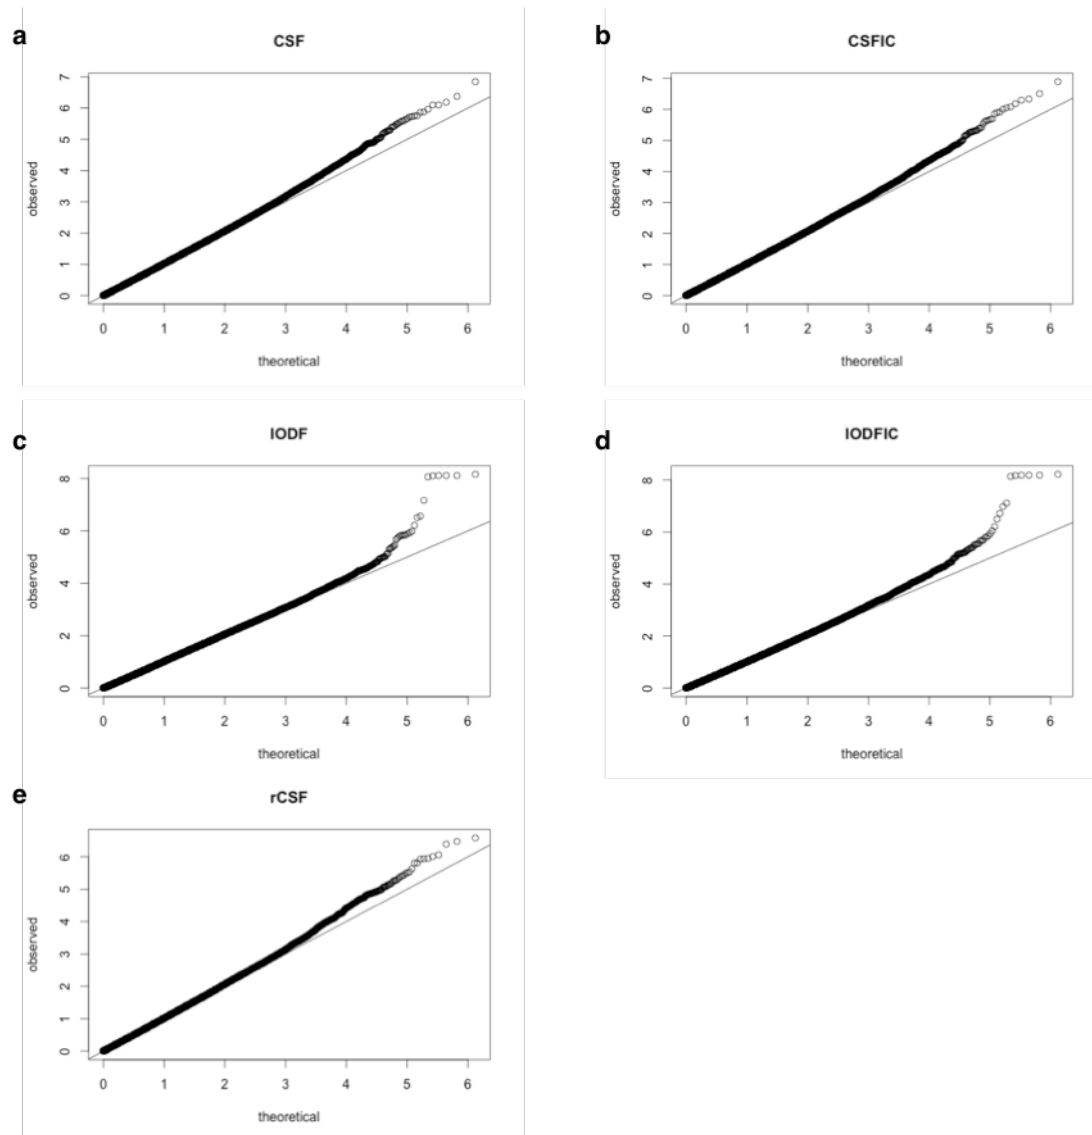 a
CSF
observed
0 1 2 3 4 5 6 7
0 1 2 3 4 5 6
theoretical
b
CSFIC
observed
0 1 2 3 4 5 6 7
0 1 2 3 4 5 6
theoretical
c
IODF
observed
0 2 4 6 8
0 1 2 3 4 5 6
theoretical
d
IODFIC
observed
0 2 4 6 8
0 1 2 3 4 5 6
theoretical
e
rCSF
observed
0 1 2 3 4 5 6
0 1 2 3 4 5 6
theoretical